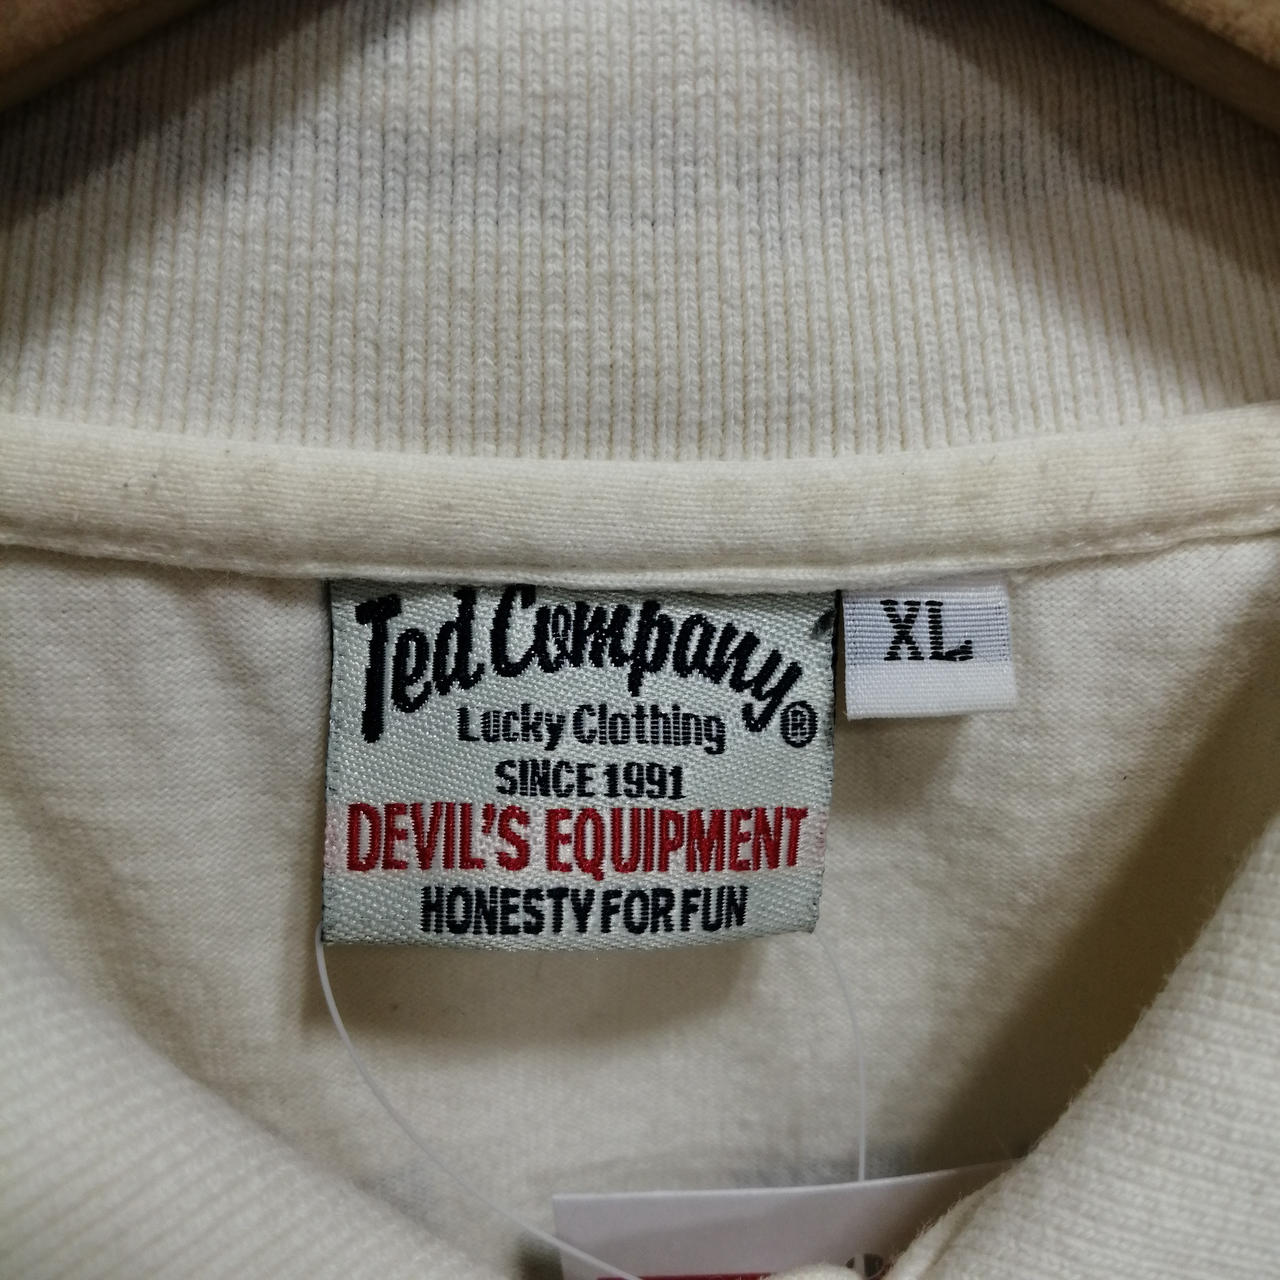 Ted Company®
XL
Lucky Clothing
SINCE 1991
DEVIL'S EQUIPMENT
HONESTY FOR FUN